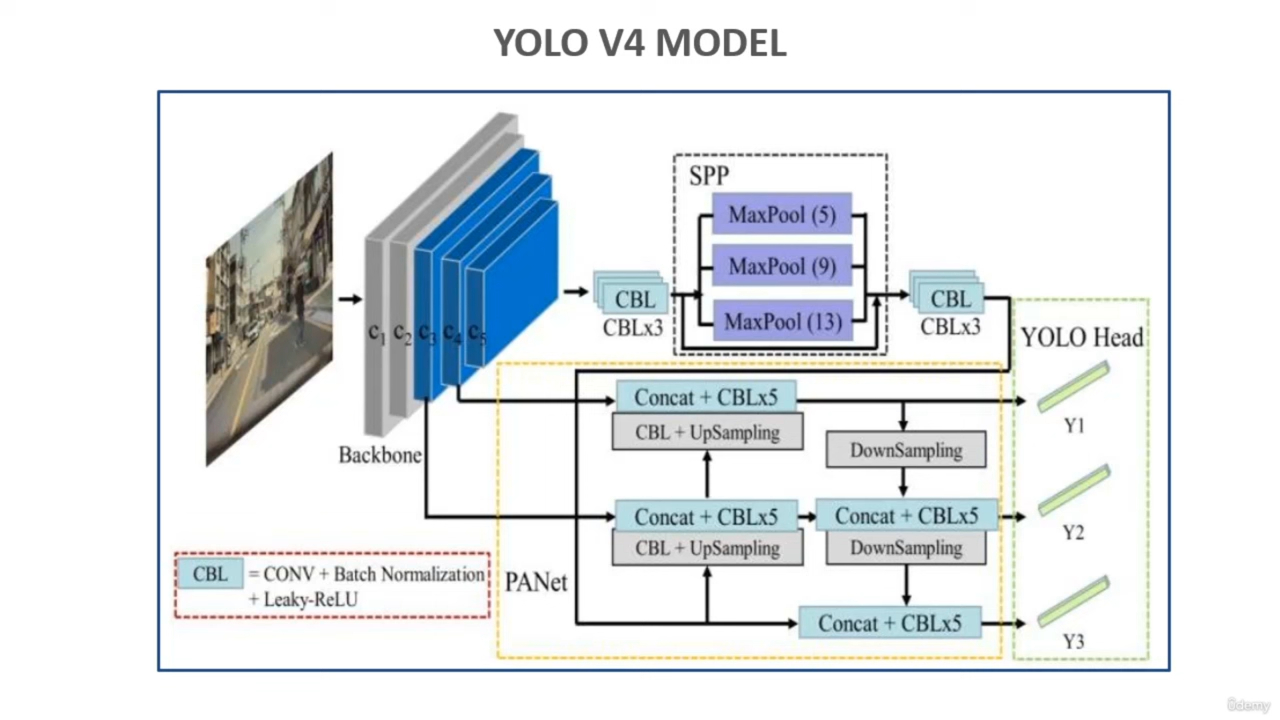 YOLO V4 MODEL
SPP
MaxPool (5)
MaxPool (9)
MaxPool (13)
CBL
CBLx3
CBL
CBLx3
c1 c2 c3 c4 c5
Backbone
YOLO Head
Concat + CBLx5
CBL + UpSampling
DownSampling
Y1
Concat + CBLx5
CBL + UpSampling
Concat + CBLx5
DownSampling
Y2
PANet
Concat + CBLx5
Y3
CBL = CONV + Batch Normalization
+ Leaky-ReLU
ûdemy